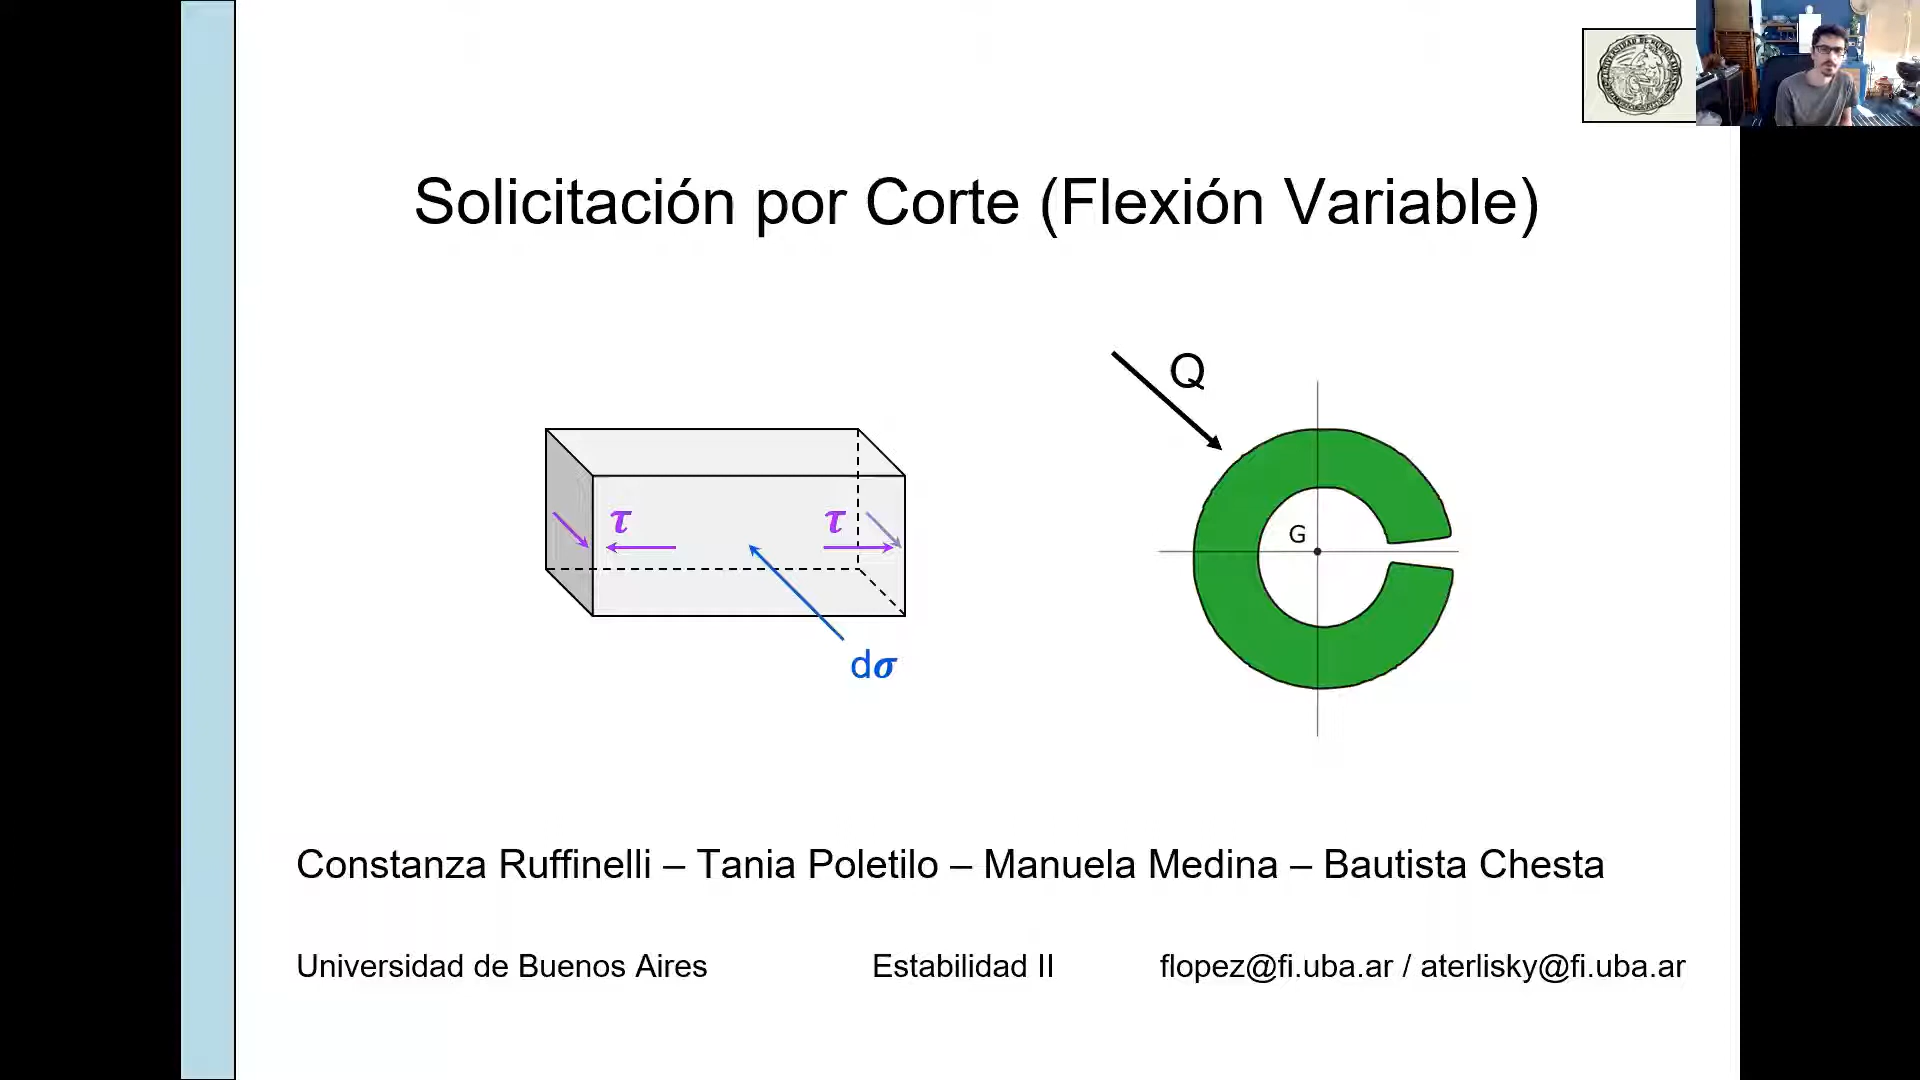 Solicitación por Corte (Flexión Variable)
Q
τ
τ
G
dσ
Constanza Ruffinelli – Tania Poletilo – Manuela Medina – Bautista Chesta
Universidad de Buenos Aires
Estabilidad II
flopez@fi.uba.ar / aterlisky@fi.uba.ar